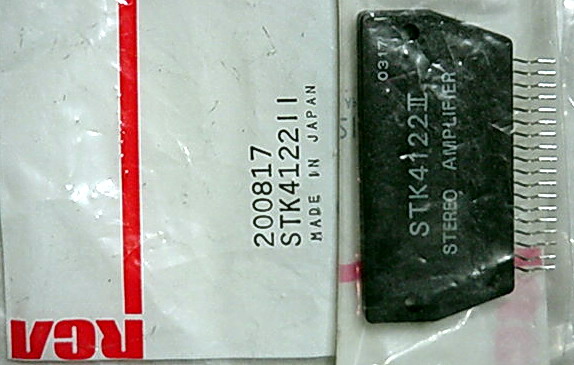 RCA
200817
STK4122II
MADE IN JAPAN
0317
STK4122II
STEREO AMPLIFIER